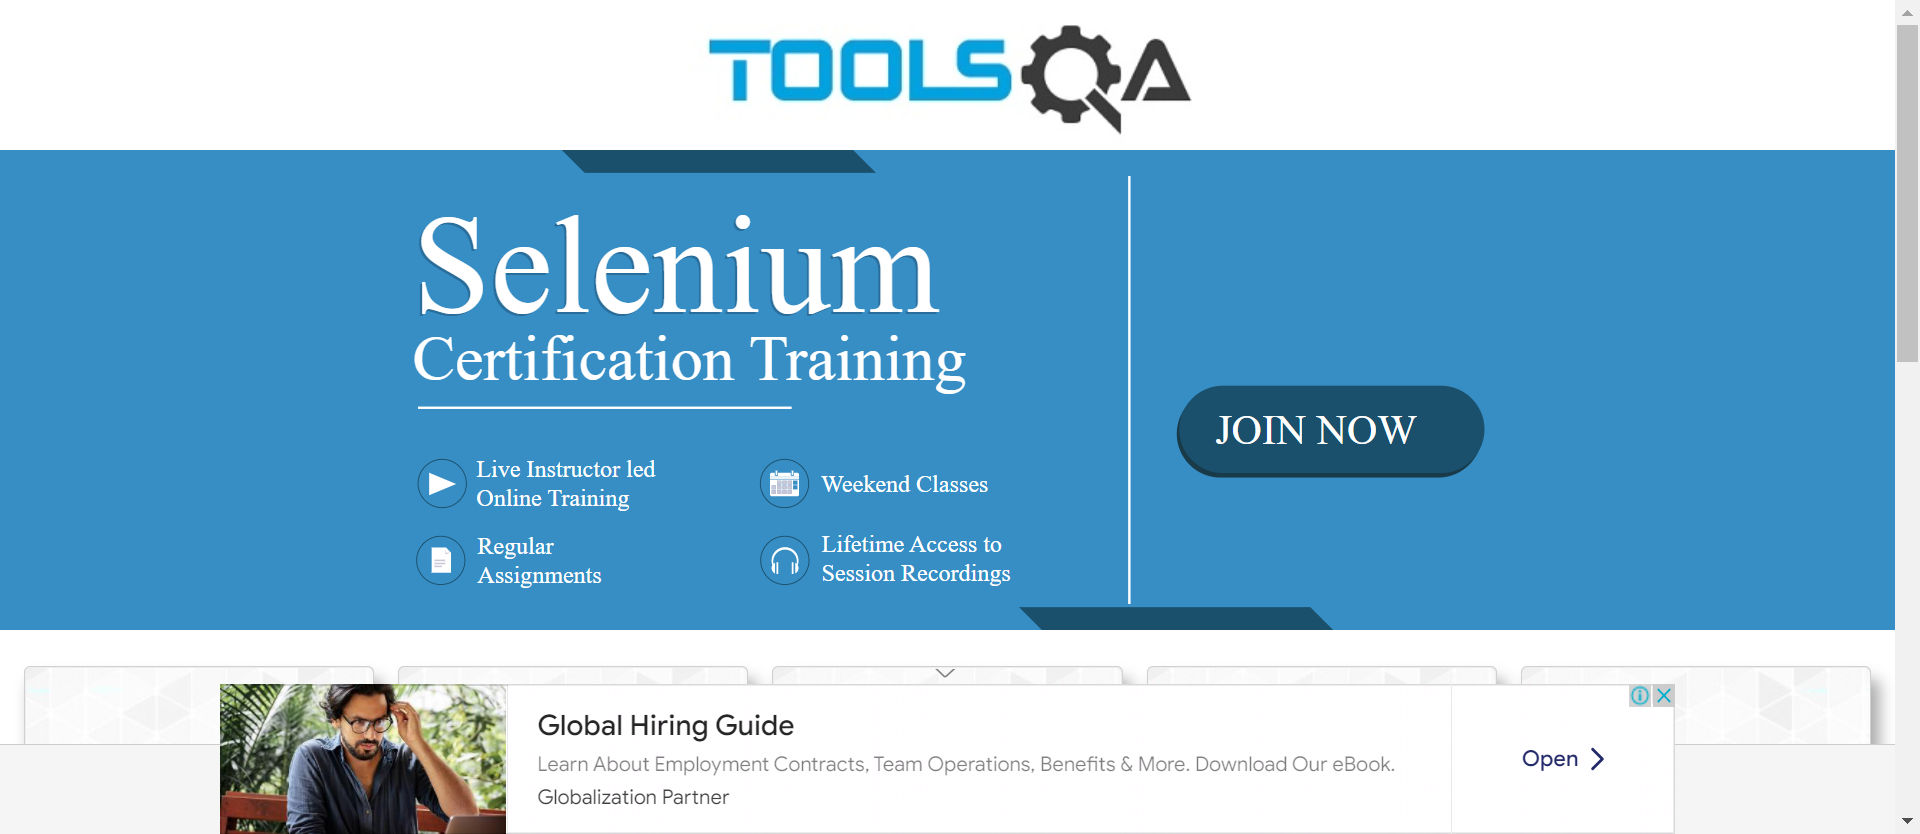 TOOLSQA
Selenium
Certification Training
Live Instructor led
Online Training
Weekend Classes
Regular
Assignments
Lifetime Access to
Session Recordings
JOIN NOW
Global Hiring Guide
Learn About Employment Contracts, Team Operations, Benefits & More. Download Our eBook.
Globalization Partner
Open